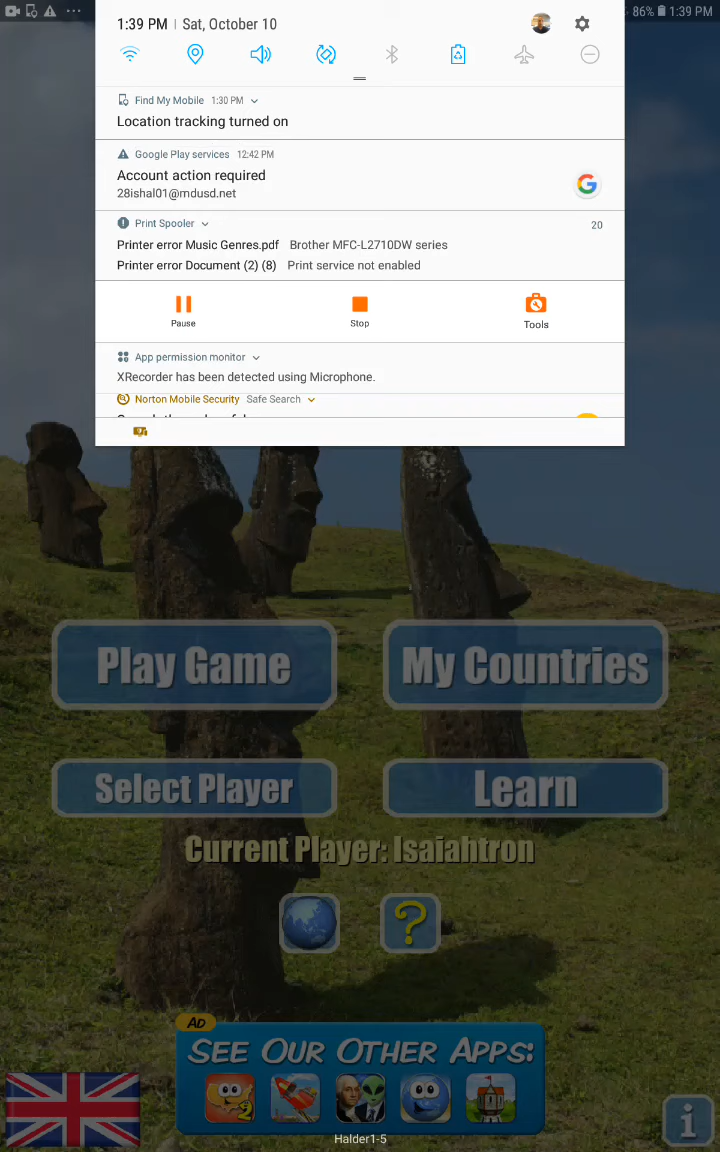 86% 1:39 PM
1:39 PM | Sat, October 10
Find My Mobile 1:30 PM
Location tracking turned on
Google Play services 12:42 PM
Account action required
28ishal01@mdusd.net
Print Spooler 20
Printer error Music Genres.pdf Brother MFC-L2710DW series
Printer error Document (2) (8) Print service not enabled
Pause Stop Tools
App permission monitor
XRecorder has been detected using Microphone.
Norton Mobile Security Safe Search
Play Game My Countries
Select Player Learn
Current Player: Isaiahtron
?
AD
SEE OUR OTHER APPS:
2
i
Halder1-5